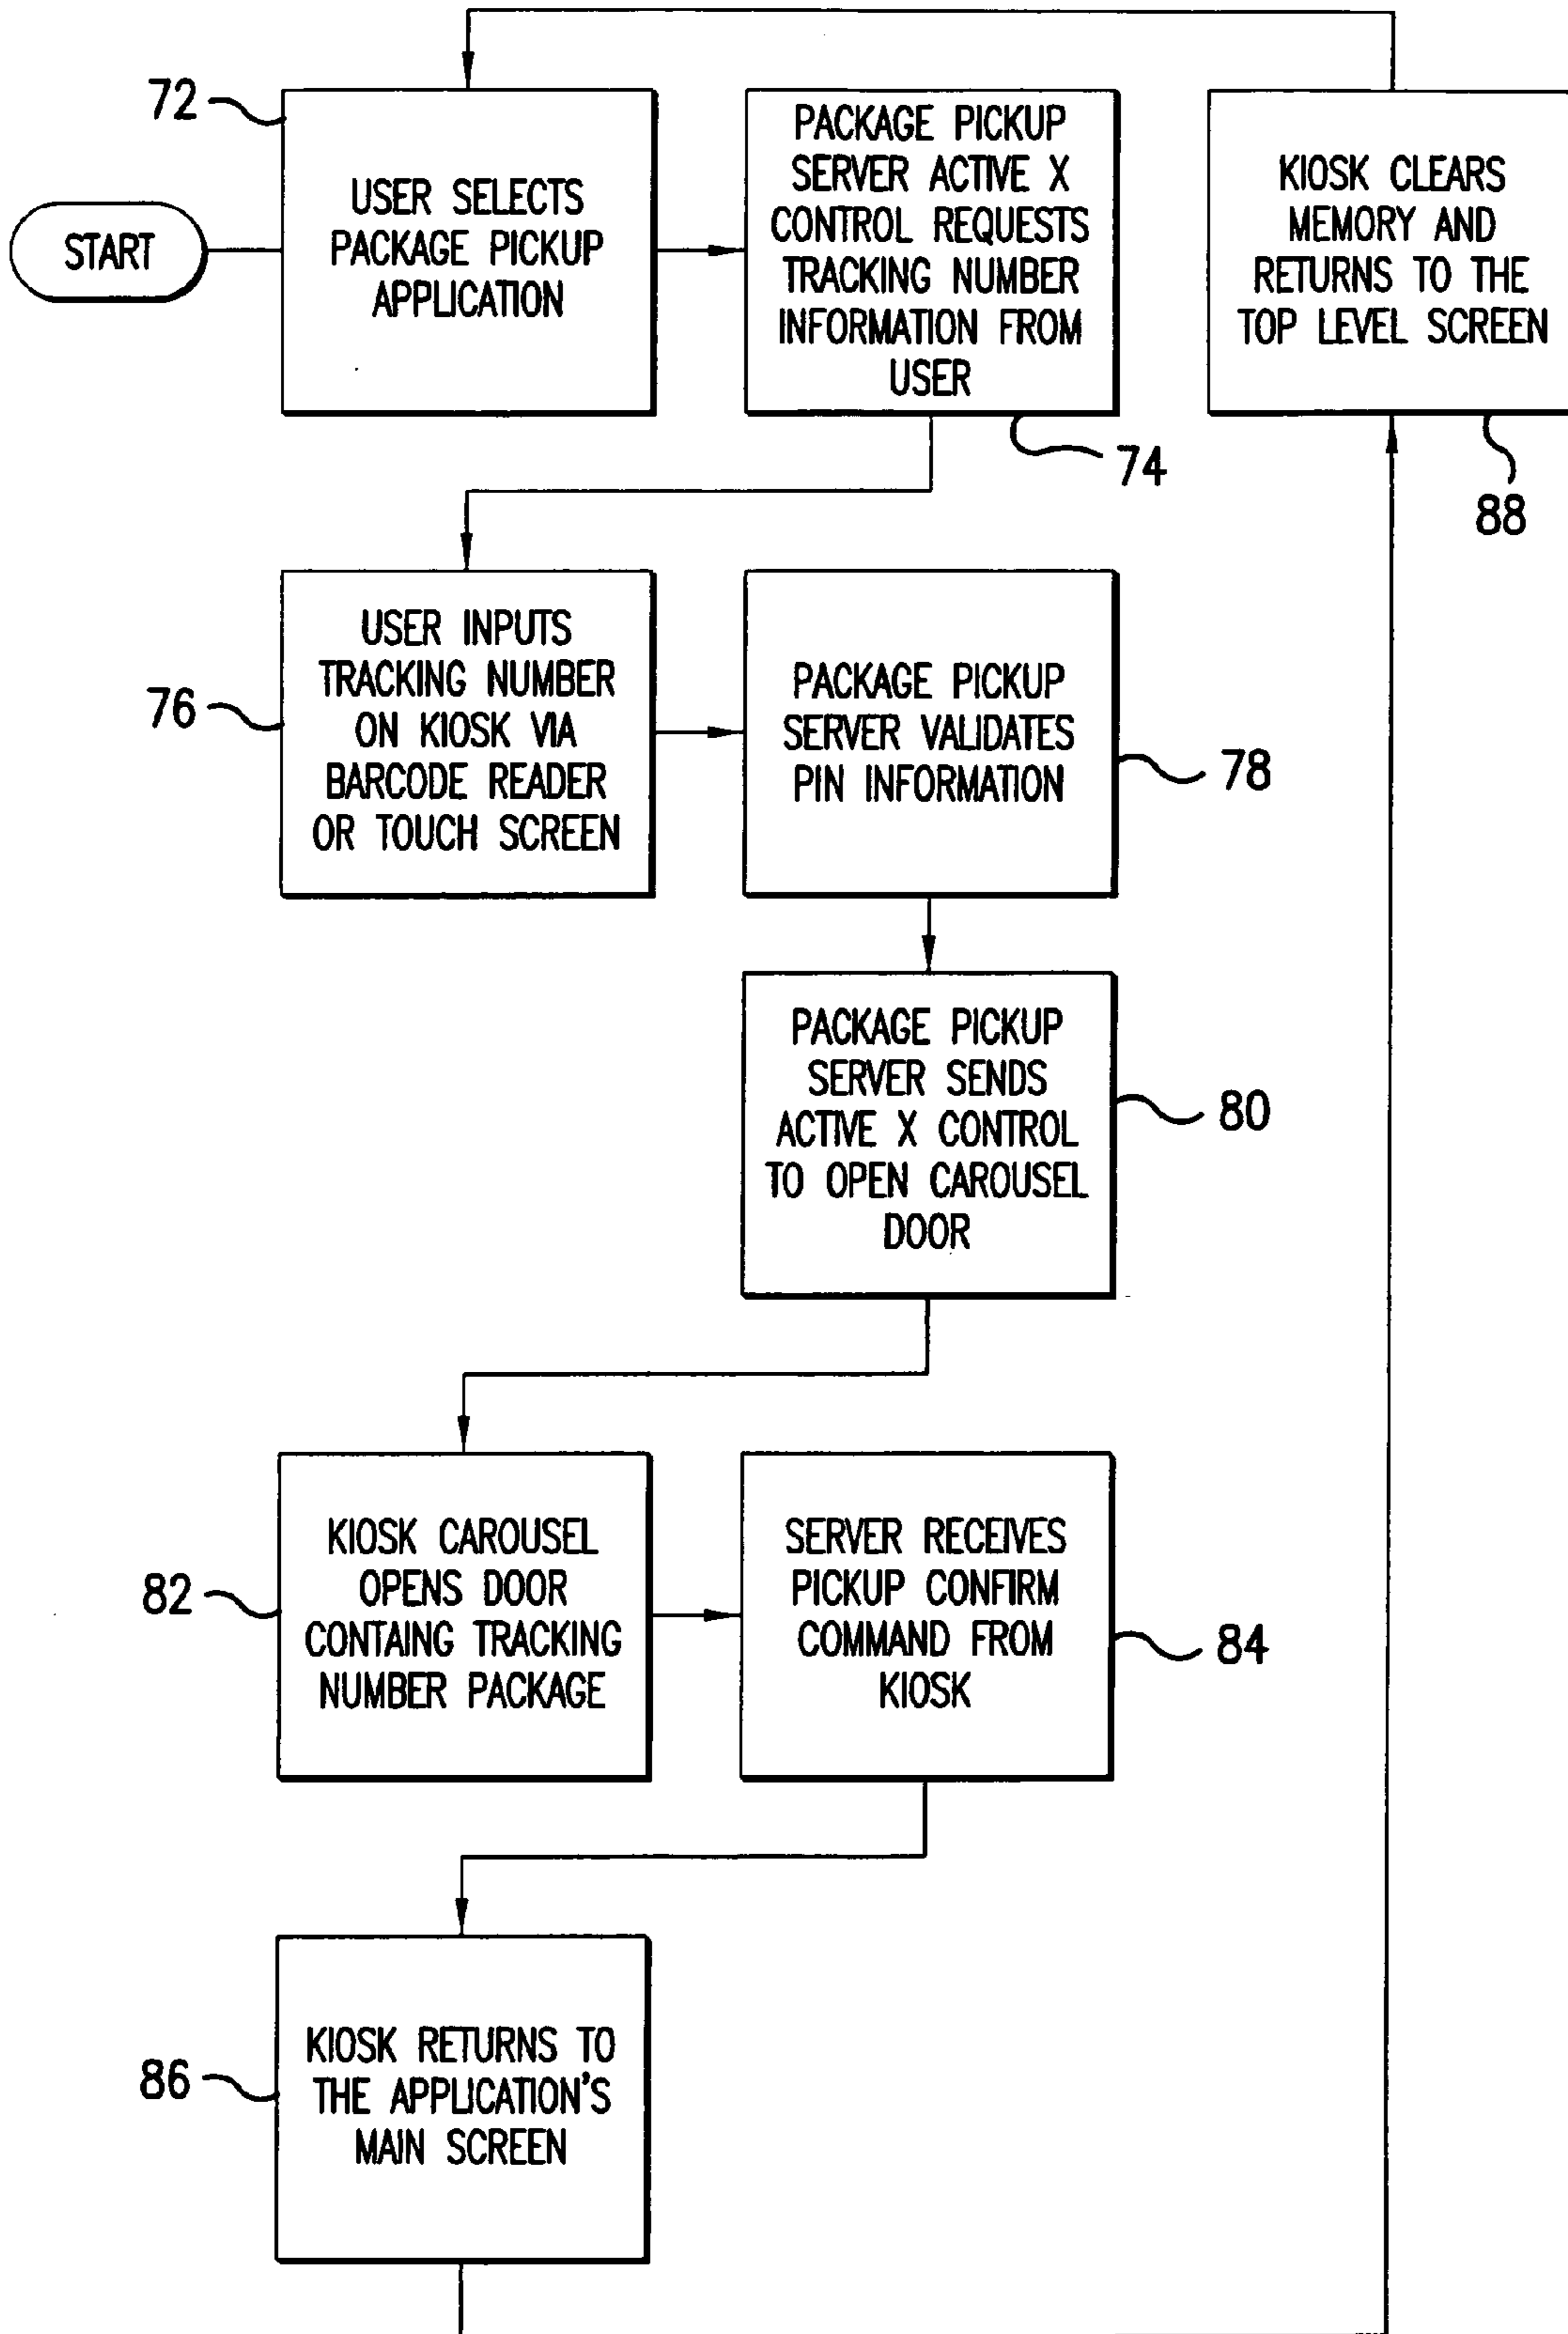 START
72
USER SELECTS
PACKAGE PICKUP
APPLICATION
PACKAGE PICKUP
SERVER ACTIVE X
CONTROL REQUESTS
TRACKING NUMBER
INFORMATION FROM
USER
74
KIOSK CLEARS
MEMORY AND
RETURNS TO THE
TOP LEVEL SCREEN
88
76
USER INPUTS
TRACKING NUMBER
ON KIOSK VIA
BARCODE READER
OR TOUCH SCREEN
PACKAGE PICKUP
SERVER VALIDATES
PIN INFORMATION
78
PACKAGE PICKUP
SERVER SENDS
ACTIVE X CONTROL
TO OPEN CAROUSEL
DOOR
80
82
KIOSK CAROUSEL
OPENS DOOR
CONTAING TRACKING
NUMBER PACKAGE
SERVER RECEIVES
PICKUP CONFIRM
COMMAND FROM
KIOSK
84
86
KIOSK RETURNS TO
THE APPLICATION'S
MAIN SCREEN